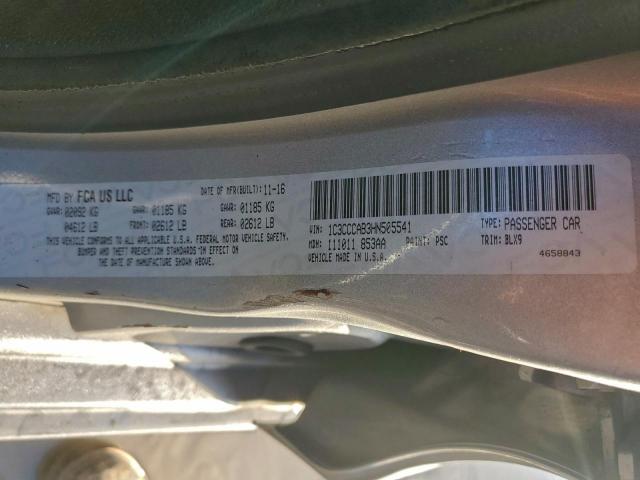 MFD BY FCA US LLC DATE OF MFR(BUILT): 11-16
GVWR: 02092 KG GAWR: 01185 KG GAWR: 01185 KG
04612 LB FRONT: 02612 LB REAR: 02612 LB
THIS VEHICLE CONFORMS TO ALL APPLICABLE U.S.A. FEDERAL MOTOR VEHICLE SAFETY,
BUMPER AND THEFT PREVENTION STANDARDS IN EFFECT ON
THE DATE OF MANUFACTURE SHOWN ABOVE.
VIN: 1C3CCCAB3HN505541 TYPE: PASSENGER CAR
MDH: 111011 853AA PAINT: PSC TRIM: BLX9
VEHICLE MADE IN U.S.A. 4658843